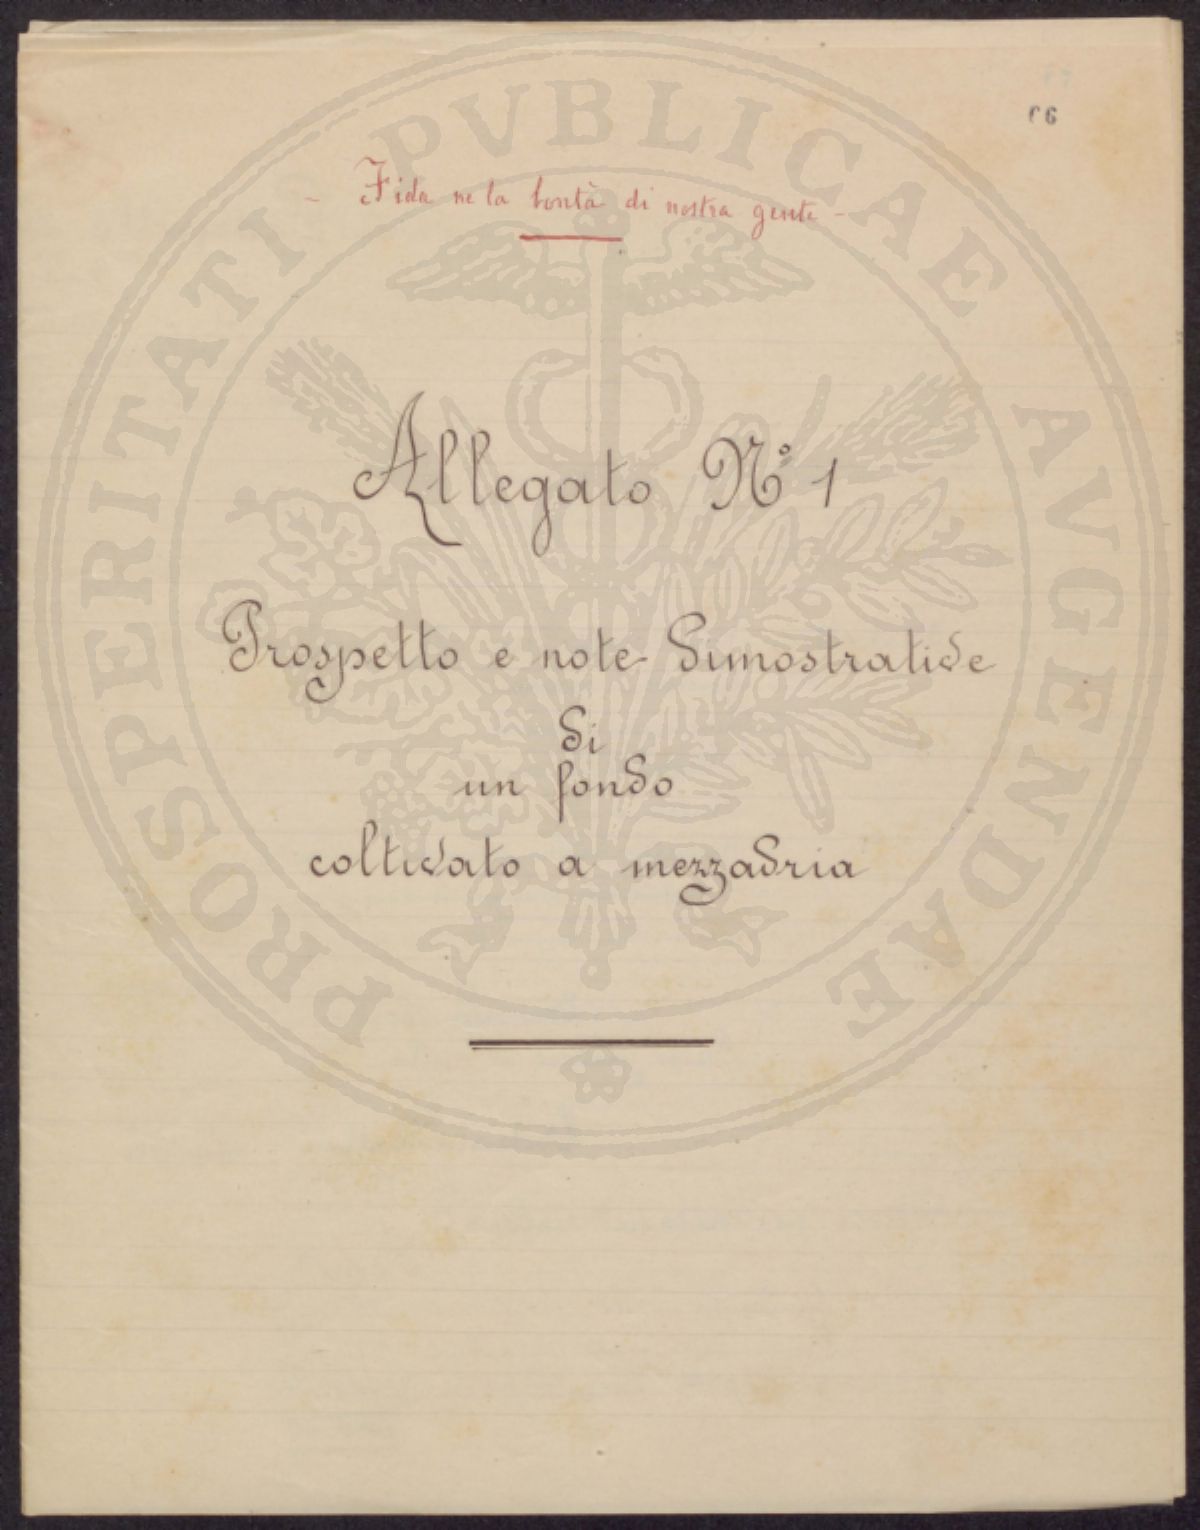 - Fida ne la bontà di nostra gente -
Allegato N° 1
Prospetto e note dimostrative
di
un fondo
coltivato a mezzadria
PROSPERITATI PVBLICAE AVGENDAE